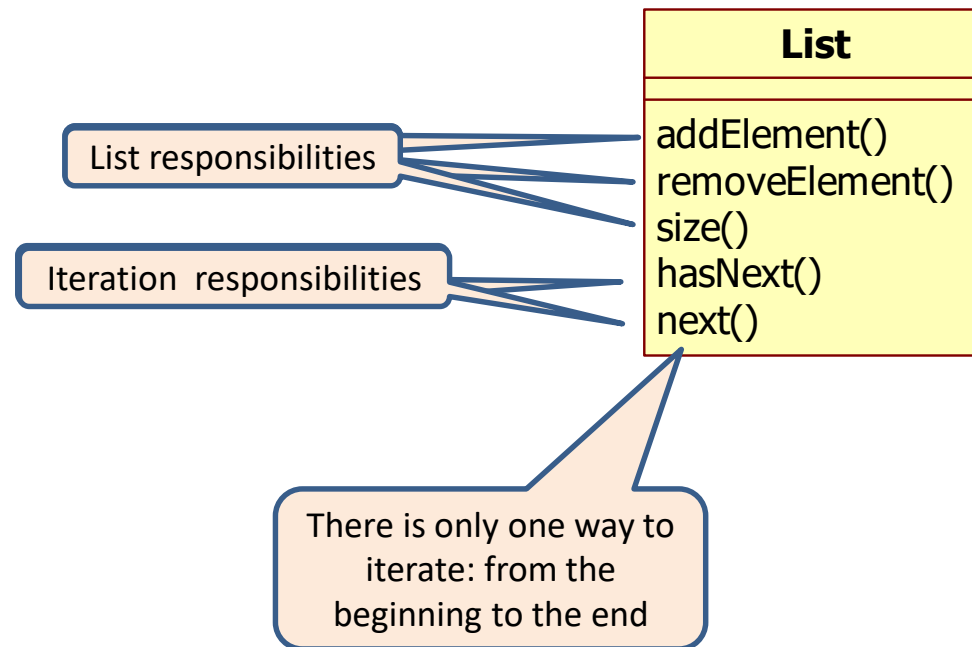 List
List responsibilities
addElement()
removeElement()
size()
Iteration  responsibilities
hasNext()
next()
There is only one way to
iterate: from the
beginning to the end